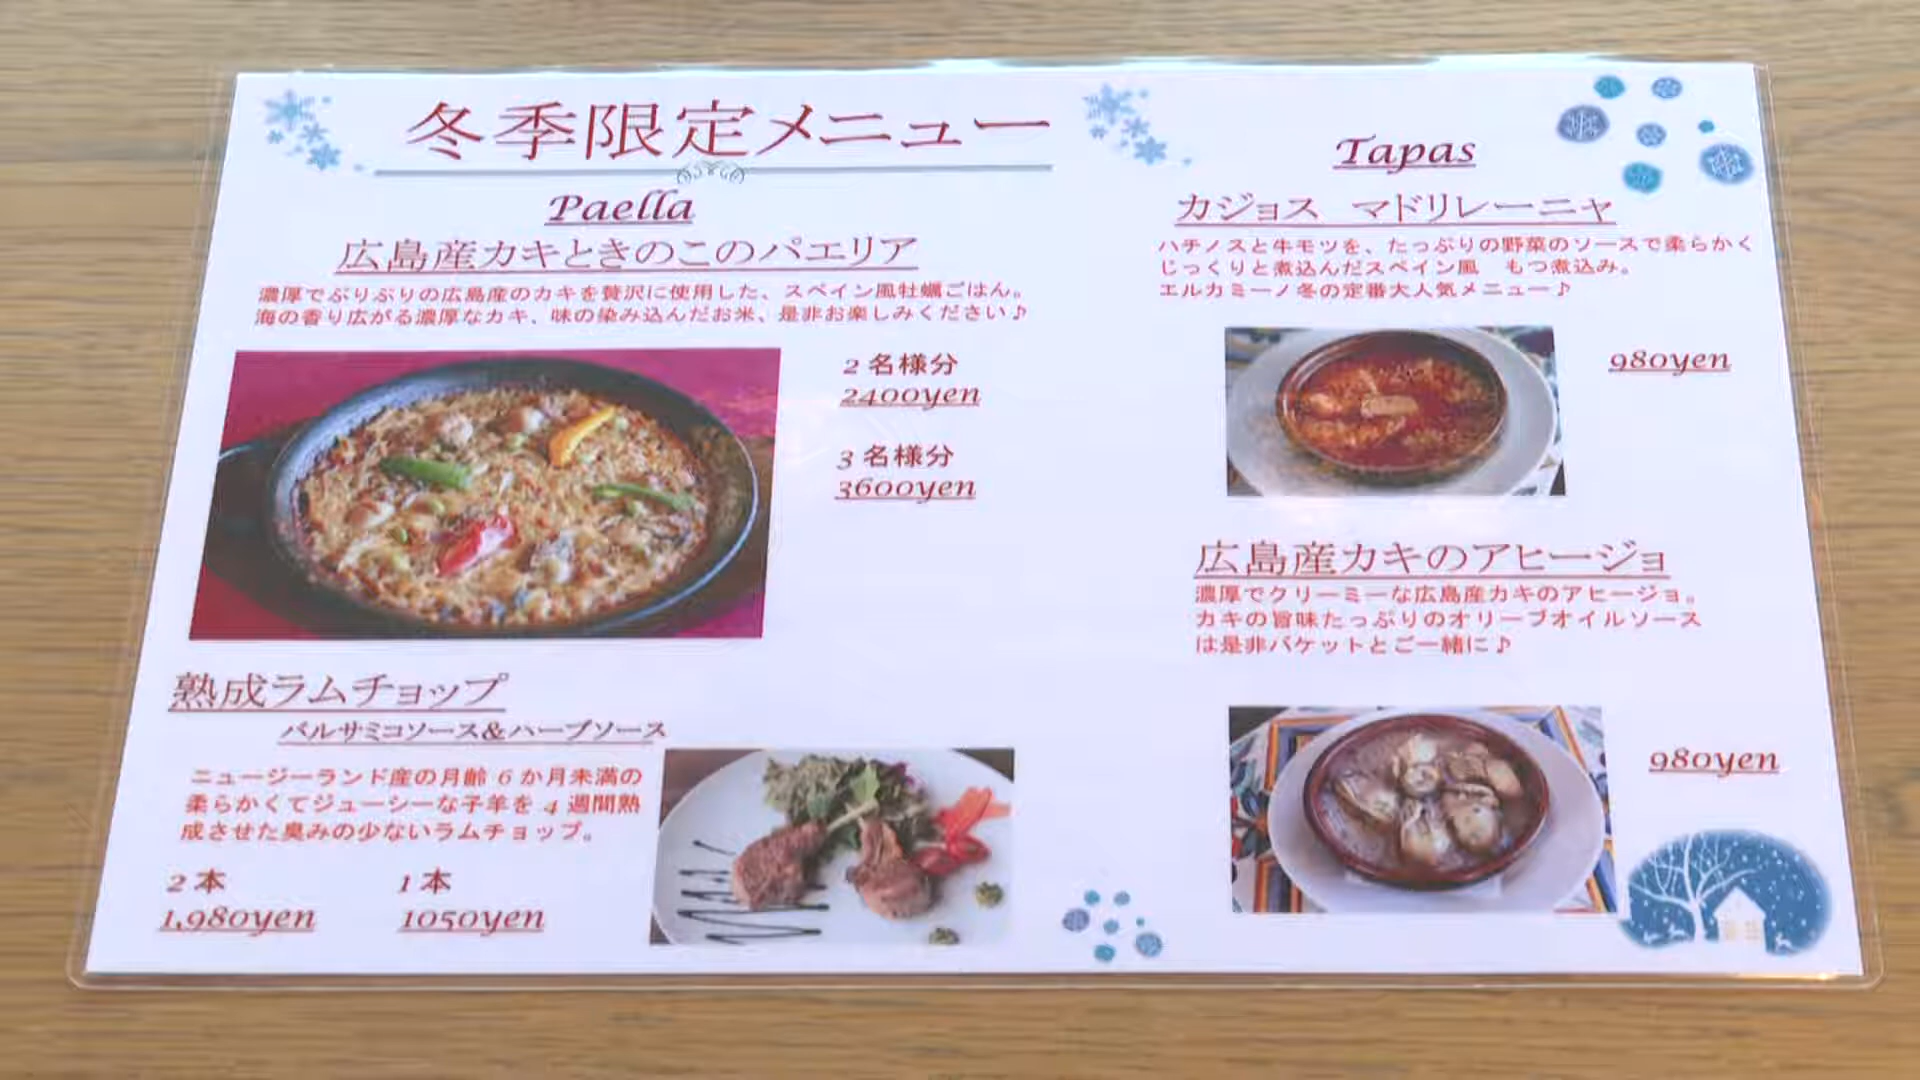 冬季限定メニュー
Paella
広島産カキときのこのパエリア
濃厚でぷりぷりの広島産のカキを贅沢に使用した、スペイン風牡蠣ごはん。
海の香り広がる濃厚なカキ、味の染み込んだお米、是非お楽しみください♪
2 名様分
2400yen
3 名様分
3600yen
熟成ラムチョップ
バルサミコソース&ハーブソース
ニュージーランド産の月齢 6 か月未満の
柔らかくてジューシーな子羊を 4 週間熟
成させた臭みの少ないラムチョップ。
2 本
1,980yen
1 本
1050yen
Tapas
カジョス　マドリレーニャ
ハチノスと牛モツを、たっぷりの野菜のソースで柔らかく
じっくりと煮込んだスペイン風　もつ煮込み。
エルカミーノ冬の定番大人気メニュー♪
980yen
広島産カキのアヒージョ
濃厚でクリーミーな広島産カキのアヒージョ。
カキの旨味たっぷりのオリーブオイルソース
は是非バケットとご一緒に♪
980yen